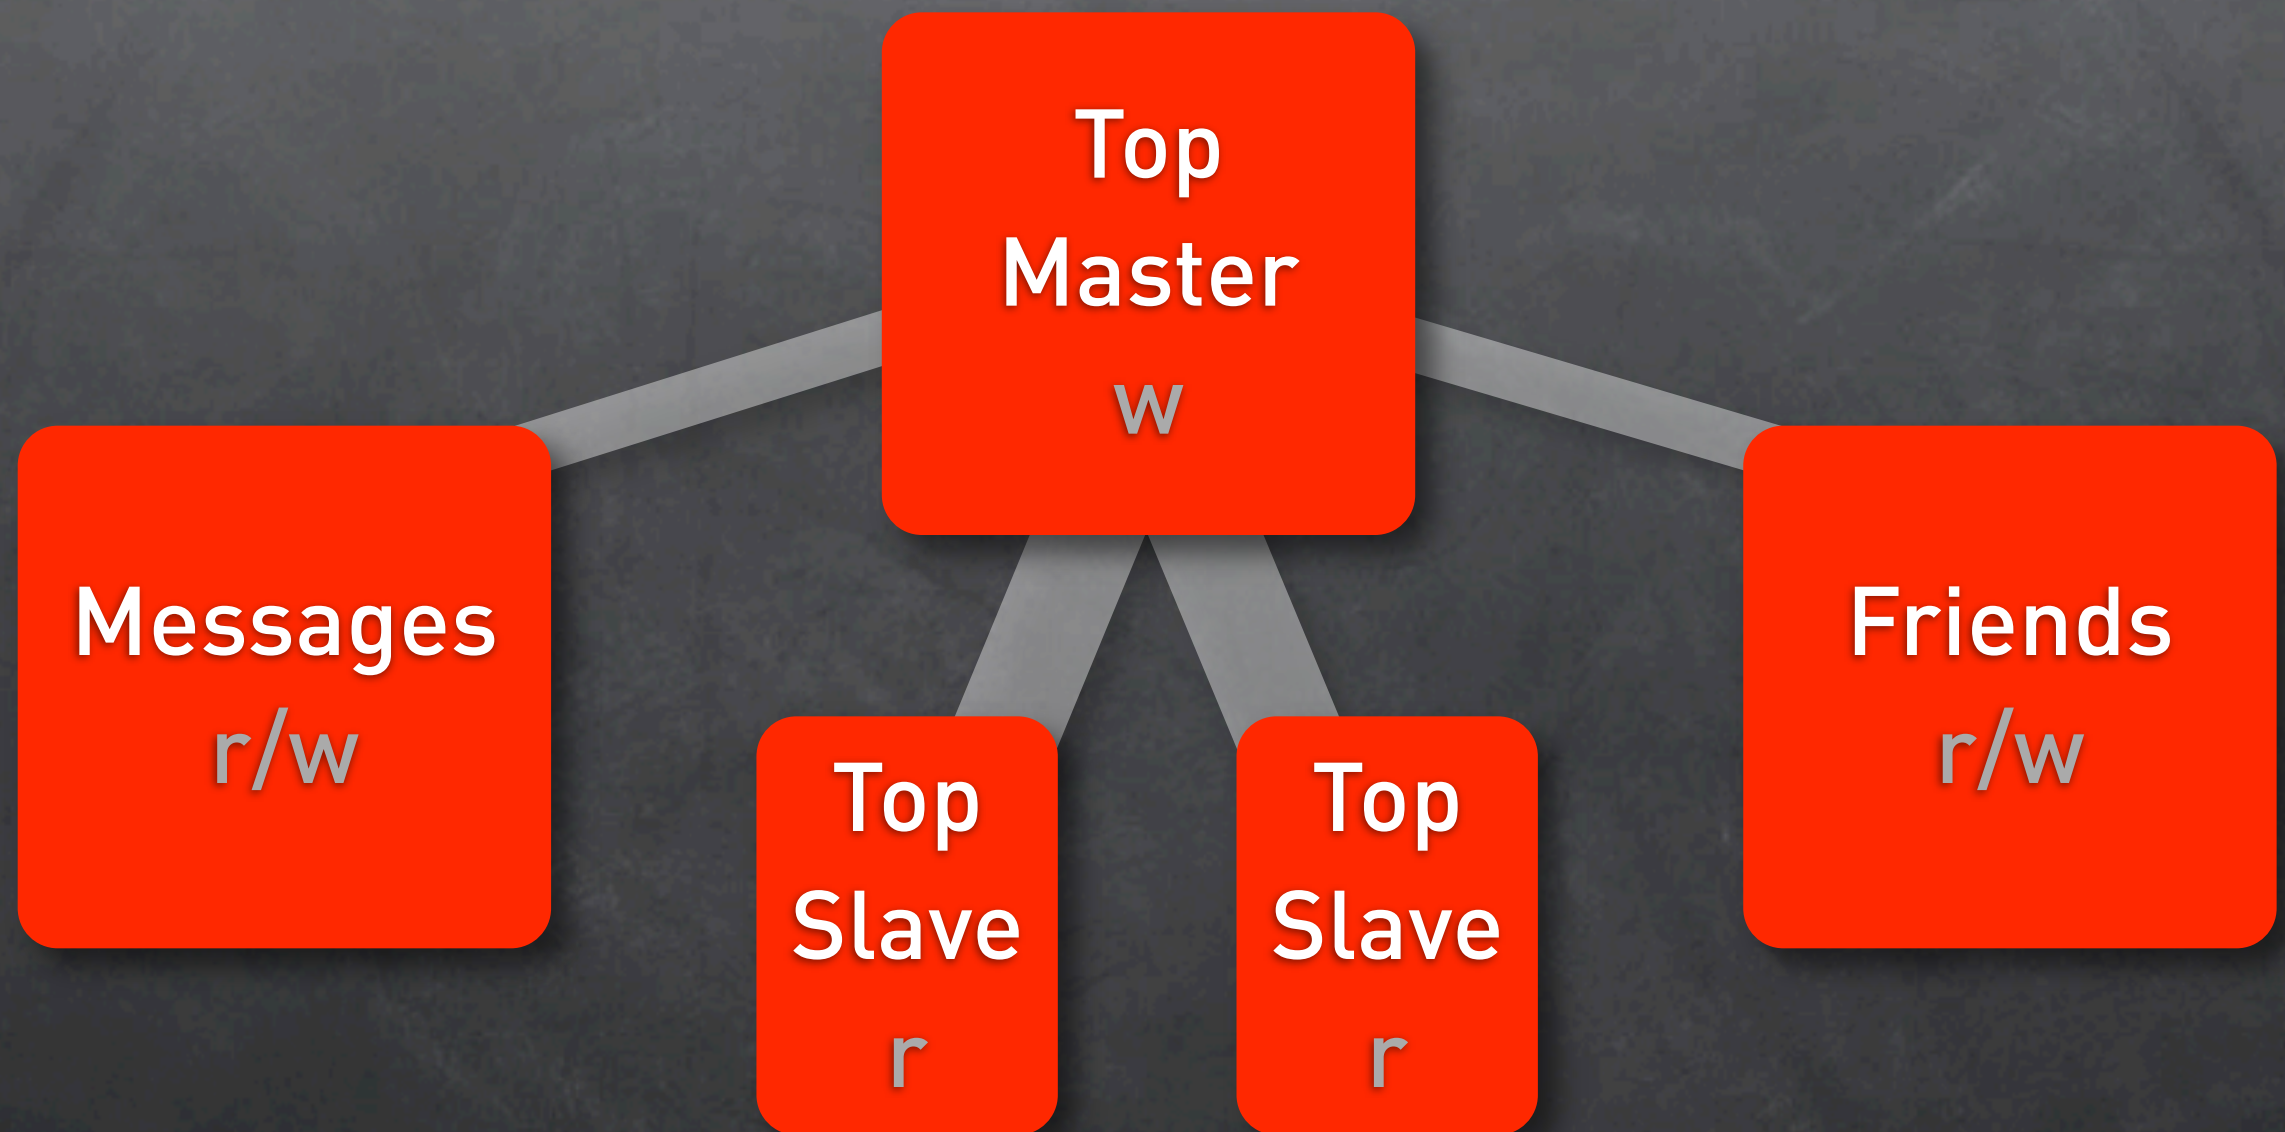 Top
Master
w
Messages
r/w
Friends
r/w
Top
Slave
r
Top
Slave
r